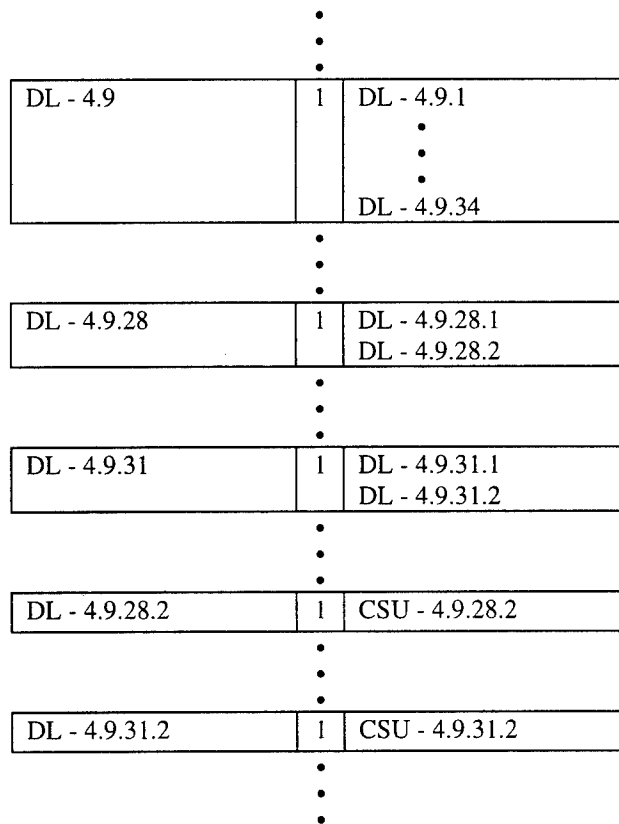 DL - 4.9 1 DL - 4.9.1
DL - 4.9.34
DL - 4.9.28 1 DL - 4.9.28.1
DL - 4.9.28.2
DL - 4.9.31 1 DL - 4.9.31.1
DL - 4.9.31.2
DL - 4.9.28.2 1 CSU - 4.9.28.2
DL - 4.9.31.2 1 CSU - 4.9.31.2